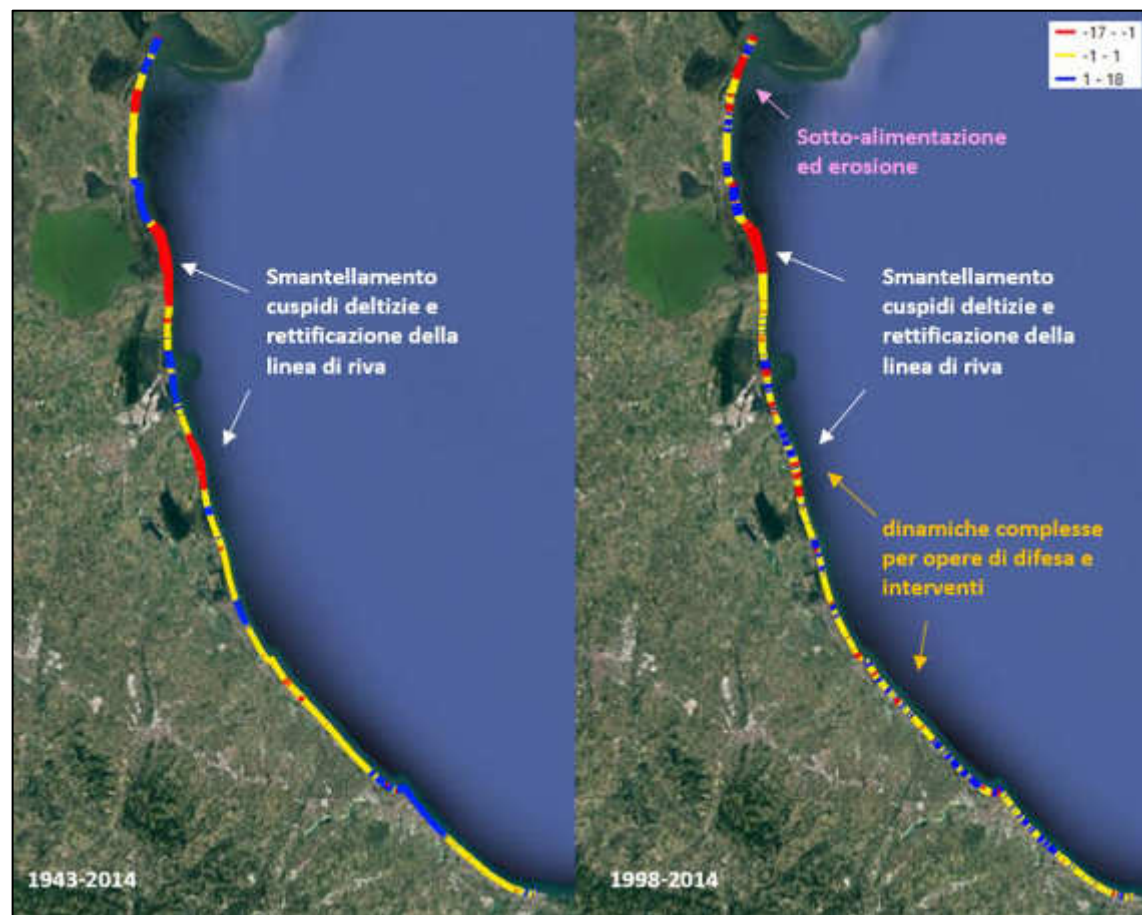 -17 - -1
-1 - 1
1 - 18
Sotto-alimentazione
ed erosione
Smantellamento
cuspidi deltizie e
rettificazione della
linea di riva
Smantellamento
cuspidi deltizie e
rettificazione della
linea di riva
dinamiche complesse
per opere di difesa e
interventi
1943-2014
1998-2014